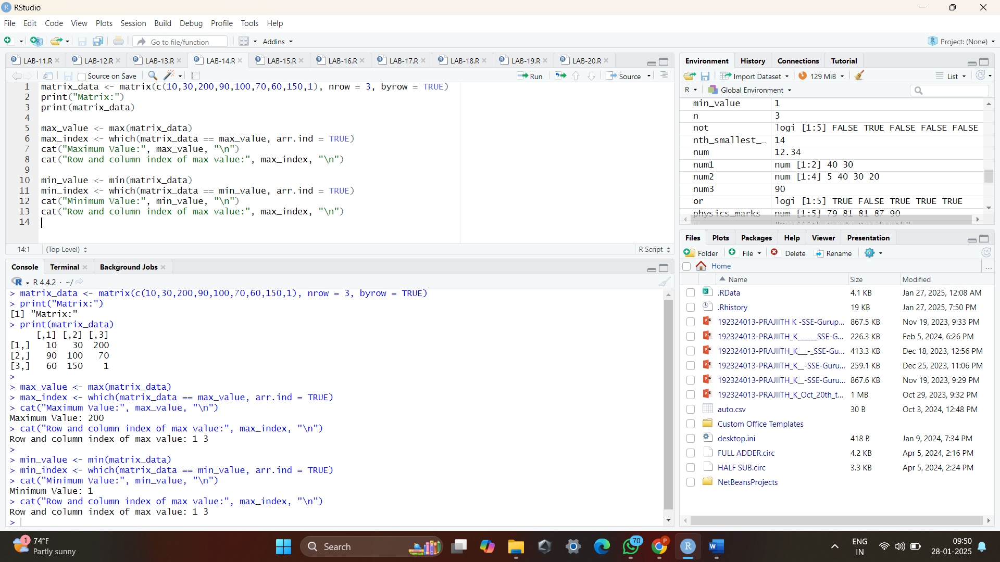 RStudio
File Edit Code View Plots Session Build Debug Profile Tools Help
Go to file/function Addins Project: (None)
LAB-11.R LAB-12.R LAB-13.R LAB-14.R LAB-15.R LAB-16.R LAB-17.R LAB-18.R LAB-19.R LAB-20.R
Source on Save Run Source
1 matrix_data <- matrix(c(10,30,200,90,100,70,60,150,1), nrow = 3, byrow = TRUE)
2 print("Matrix:")
3 print(matrix_data)
4
5 max_value <- max(matrix_data)
6 max_index <- which(matrix_data == max_value, arr.ind = TRUE)
7 cat("Maximum Value:", max_value, "\n")
8 cat("Row and column index of max value:", max_index, "\n")
9
10 min_value <- min(matrix_data)
11 min_index <- which(matrix_data == min_value, arr.ind = TRUE)
12 cat("Minimum Value:", min_value, "\n")
13 cat("Row and column index of max value:", max_index, "\n")
14
14:1 (Top Level) R Script
Console Terminal Background Jobs
R 4.4.2 · ~/
> matrix_data <- matrix(c(10,30,200,90,100,70,60,150,1), nrow = 3, byrow = TRUE)
> print("Matrix:")
[1] "Matrix:"
> print(matrix_data)
[,1] [,2] [,3]
[1,] 10 30 200
[2,] 90 100 70
[3,] 60 150 1
>
> max_value <- max(matrix_data)
> max_index <- which(matrix_data == max_value, arr.ind = TRUE)
> cat("Maximum Value:", max_value, "\n")
Maximum Value: 200
> cat("Row and column index of max value:", max_index, "\n")
Row and column index of max value: 1 3
>
> min_value <- min(matrix_data)
> min_index <- which(matrix_data == min_value, arr.ind = TRUE)
> cat("Minimum Value:", min_value, "\n")
Minimum Value: 1
> cat("Row and column index of max value:", max_index, "\n")
Row and column index of max value: 1 3
>
Environment History Connections Tutorial
Import Dataset 129 MiB List
R Global Environment
min_value 1
n 3
not logi [1:5] FALSE TRUE FALSE FALSE FALSE
nth_smallest_… 14
num 12.34
num1 num [1:2] 40 30
num2 num [1:4] 5 40 30 20
num3 90
or logi [1:5] TRUE FALSE TRUE TRUE TRUE
physics_marks num [1:5] 79 81 81 87 90
Files Plots Packages Help Viewer Presentation
Folder File Delete Rename
Home ...
Name Size Modified
.RData 4.1 KB Jan 27, 2025, 12:08 AM
.Rhistory 19 KB Jan 27, 2025, 7:50 PM
192324013-PRAJIITH K -SSE-Gurup... 867.5 KB Nov 19, 2023, 9:33 PM
192324013-PRAJIITH_K______SSE-G... 226.3 KB Feb 5, 2024, 6:26 PM
192324013-PRAJIITH_K___-_SSE-Gu... 413.3 KB Dec 18, 2023, 12:56 PM
192324013-PRAJIITH_K__-SSE-Guru... 259.1 KB Dec 25, 2023, 11:06 PM
192324013-PRAJIITH_K__-SSE-Guru... 867.6 KB Nov 19, 2023, 9:29 PM
192324013-PRAJIITH_K_Oct_20th_t... 1 MB Oct 29, 2023, 9:32 PM
auto.csv 30 B Oct 3, 2024, 12:48 PM
Custom Office Templates
desktop.ini 418 B Jan 9, 2024, 7:34 PM
FULL ADDER.circ 4.2 KB Apr 5, 2024, 2:16 PM
HALF SUB.circ 3.3 KB Apr 5, 2024, 2:24 PM
NetBeansProjects
1 74°F
Partly sunny
Search
70
P
ENG
IN
09:50
28-01-2025